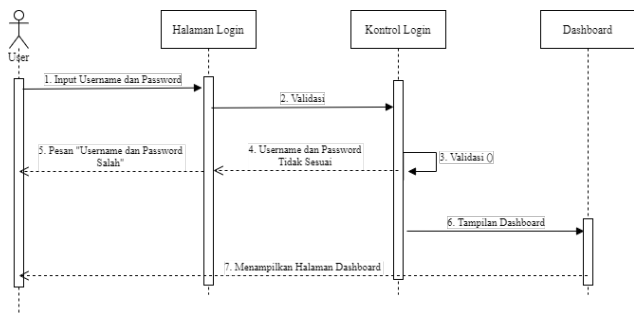 Halaman Login
Kontrol Login
Dashboard
User
1. Input Username dan Password
2. Validasi
5. Pesan "Username dan Password
Salah"
4. Username dan Password
Tidak Sesuai
3. Validasi ()
6. Tampilan Dashboard
7. Menampilkan Halaman Dashboard